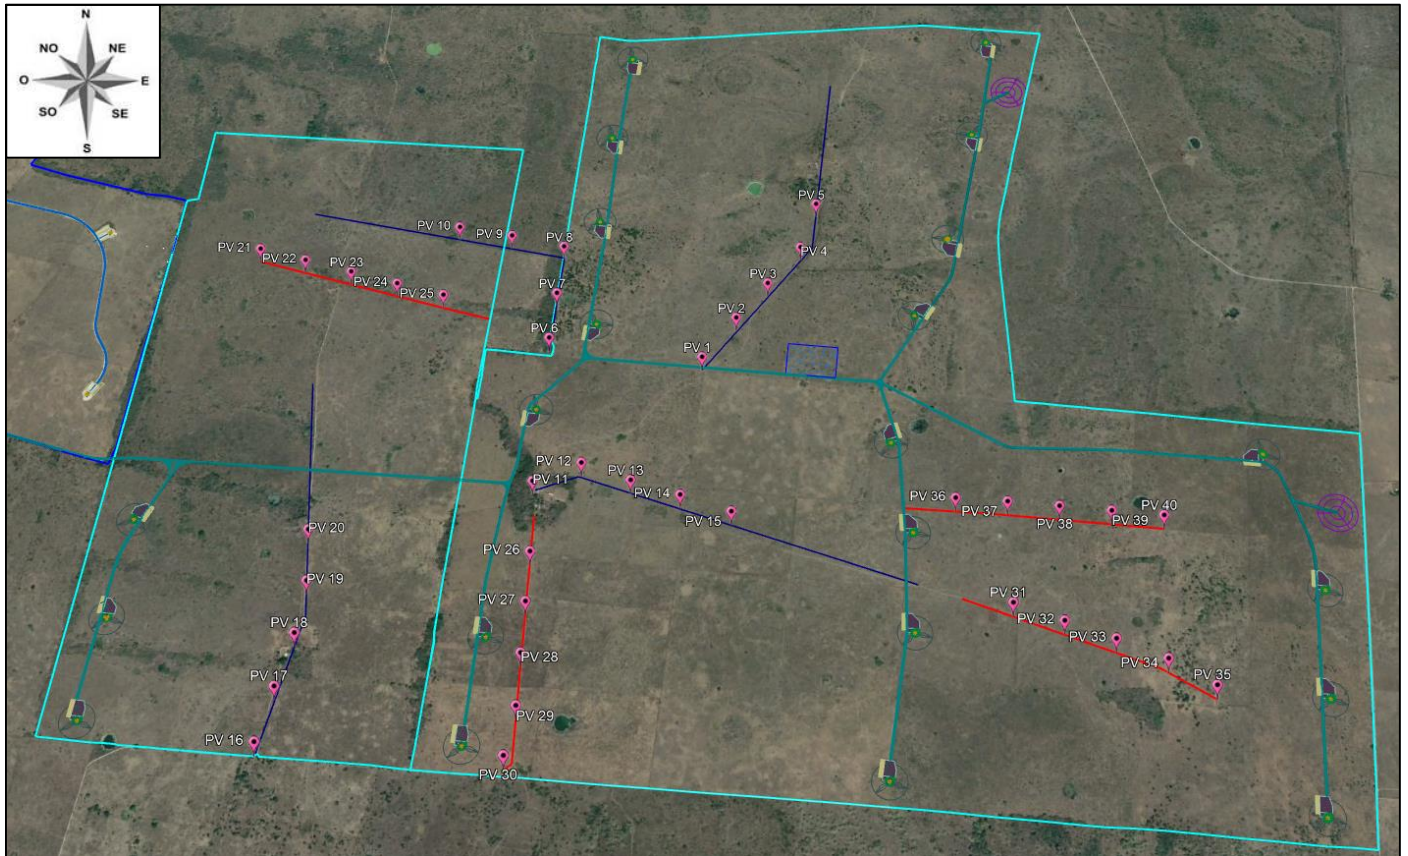 N
NO NE
O E
SO SE
S
PV 5
PV 10
PV 9
PV 8
PV 4
PV 21
PV 22
PV 23
PV 24
PV 25
PV 7
PV 3
PV 2
PV 6
PV 1
PV 12
PV 11
PV 13
PV 14
PV 15
PV 36
PV 37
PV 38
PV 39
PV 40
PV 20
PV 26
PV 19
PV 27
PV 31
PV 32
PV 33
PV 34
PV 35
PV 18
PV 28
PV 17
PV 29
PV 16
PV 30